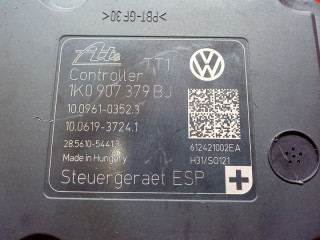 >PBT-GF30<
Ate TT1
Controller
1K0 907 379 BJ
10.0961-0352.3
10.0619-3724.1
28.5610-5441.3
612421002EA
Made in Hungary H31/S0121
Steuergeraet ESP